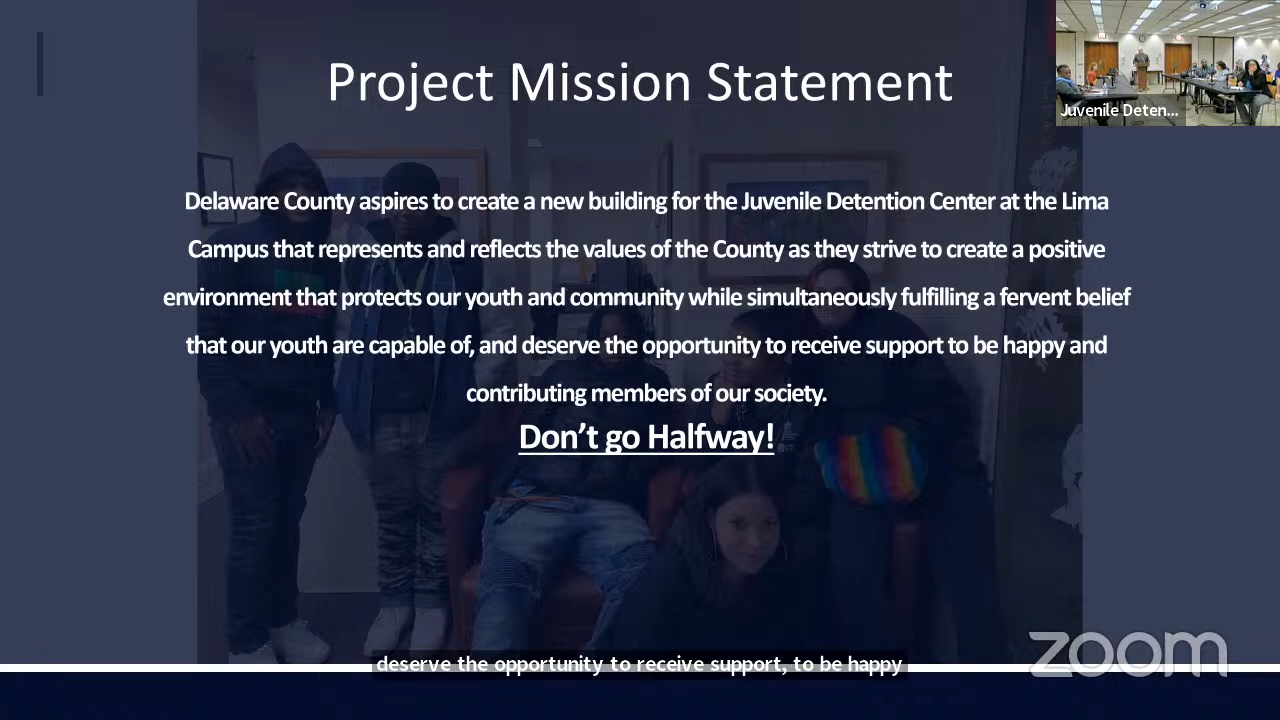 Project Mission Statement
Juvenile Deten...
Delaware County aspires to create a new building for the Juvenile Detention Center at the Lima
Campus that represents and reflects the values of the County as they strive to create a positive
environment that protects our youth and community while simultaneously fulfilling a fervent belief
that our youth are capable of, and deserve the opportunity to receive support to be happy and
contributing members of our society.
Don't go Halfway!
zoom
deserve the opportunity to receive support, to be happy